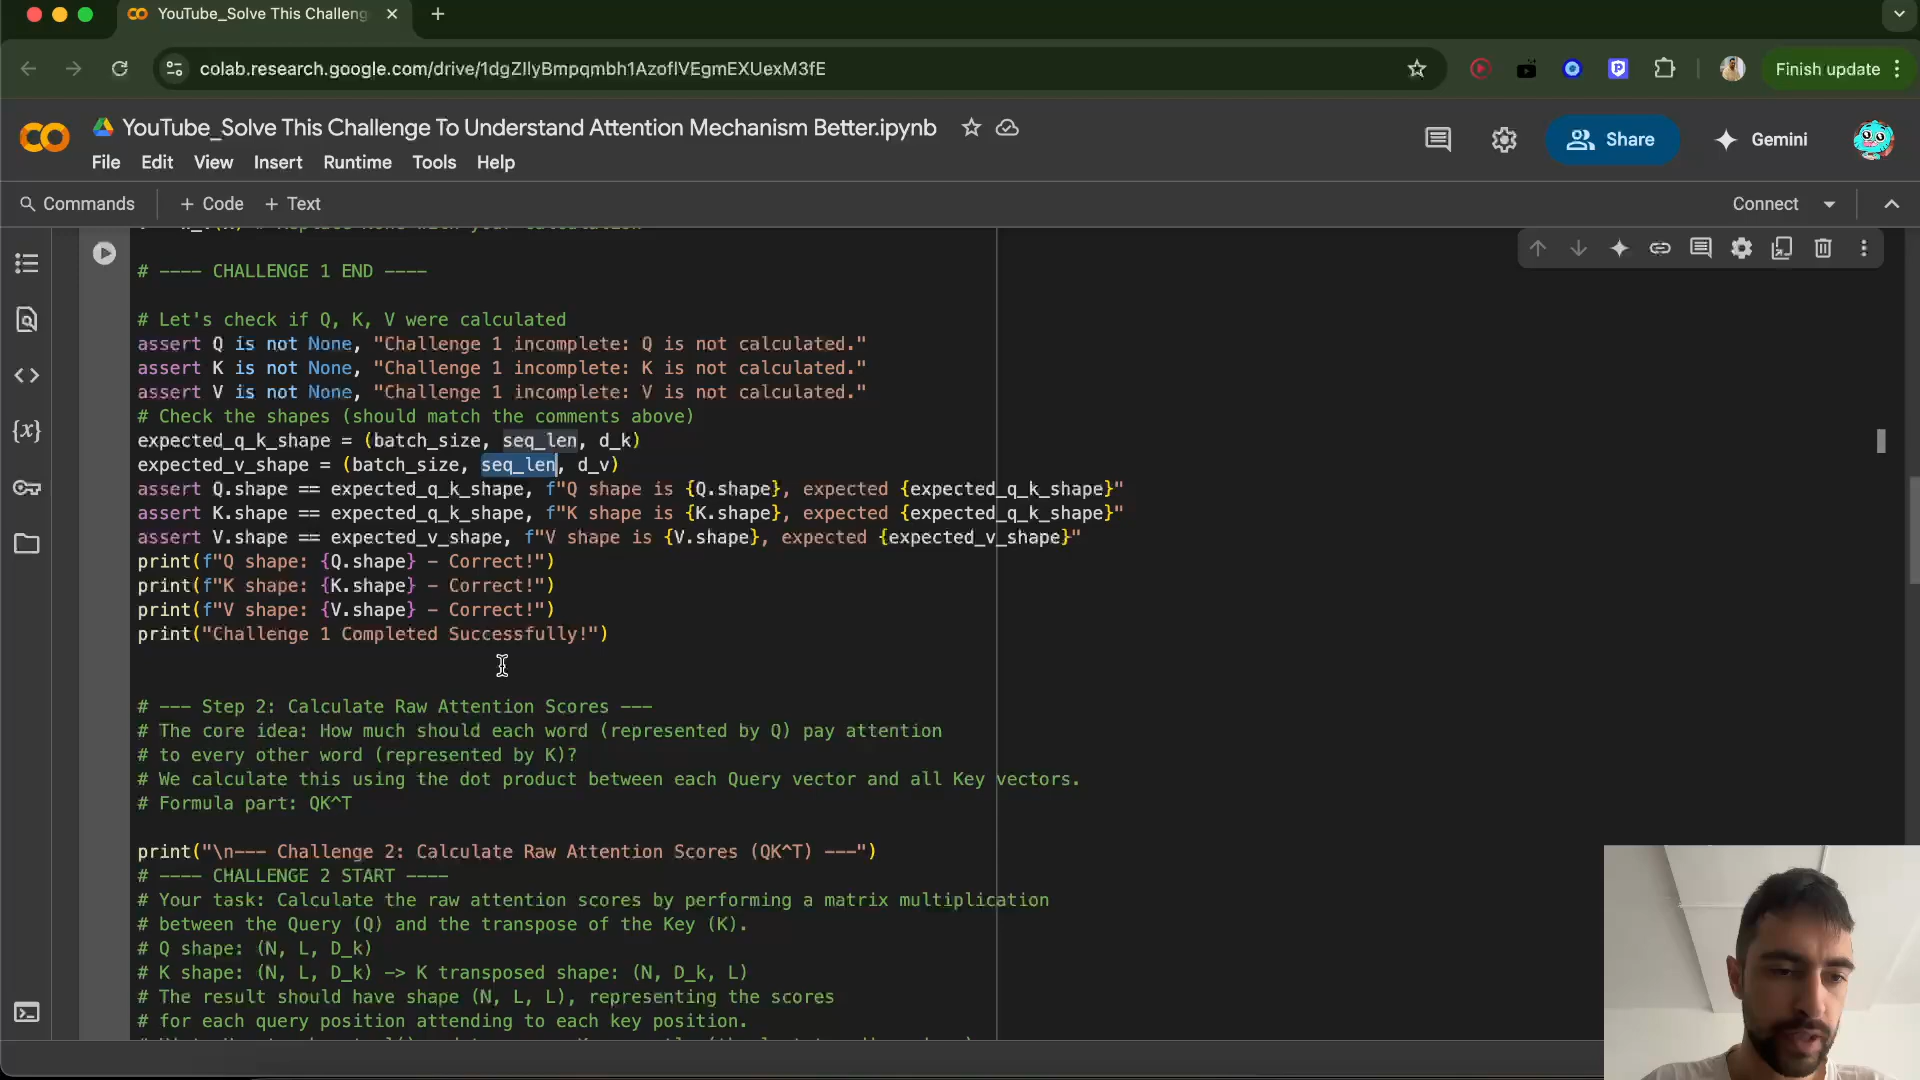 YouTube_Solve This Challeng
colab.research.google.com/drive/1dgZIlyBmpqmbh1AzoflVEgmEXUexM3fE
Finish update
YouTube_Solve This Challenge To Understand Attention Mechanism Better.ipynb
Share
Gemini
File Edit View Insert Runtime Tools Help
Commands
+ Code + Text
Connect
# ---- CHALLENGE 1 END ----
# Let's check if Q, K, V were calculated
assert Q is not None, "Challenge 1 incomplete: Q is not calculated."
assert K is not None, "Challenge 1 incomplete: K is not calculated."
assert V is not None, "Challenge 1 incomplete: V is not calculated."
# Check the shapes (should match the comments above)
expected_q_k_shape = (batch_size, seq_len, d_k)
expected_v_shape = (batch_size, seq_len, d_v)
assert Q.shape == expected_q_k_shape, f"Q shape is {Q.shape}, expected {expected_q_k_shape}"
assert K.shape == expected_q_k_shape, f"K shape is {K.shape}, expected {expected_q_k_shape}"
assert V.shape == expected_v_shape, f"V shape is {V.shape}, expected {expected_v_shape}"
print(f"Q shape: {Q.shape} - Correct!")
print(f"K shape: {K.shape} - Correct!")
print(f"V shape: {V.shape} - Correct!")
print("Challenge 1 Completed Successfully!")
# --- Step 2: Calculate Raw Attention Scores ---
# The core idea: How much should each word (represented by Q) pay attention
# to every other word (represented by K)?
# We calculate this using the dot product between each Query vector and all Key vectors.
# Formula part: QK^T
print("\n--- Challenge 2: Calculate Raw Attention Scores (QK^T) ---")
# ---- CHALLENGE 2 START ----
# Your task: Calculate the raw attention scores by performing a matrix multiplication
# between the Query (Q) and the transpose of the Key (K).
# Q shape: (N, L, D_k)
# K shape: (N, L, D_k) -> K transposed shape: (N, D_k, L)
# The result should have shape (N, L, L), representing the scores
# for each query position attending to each key position.